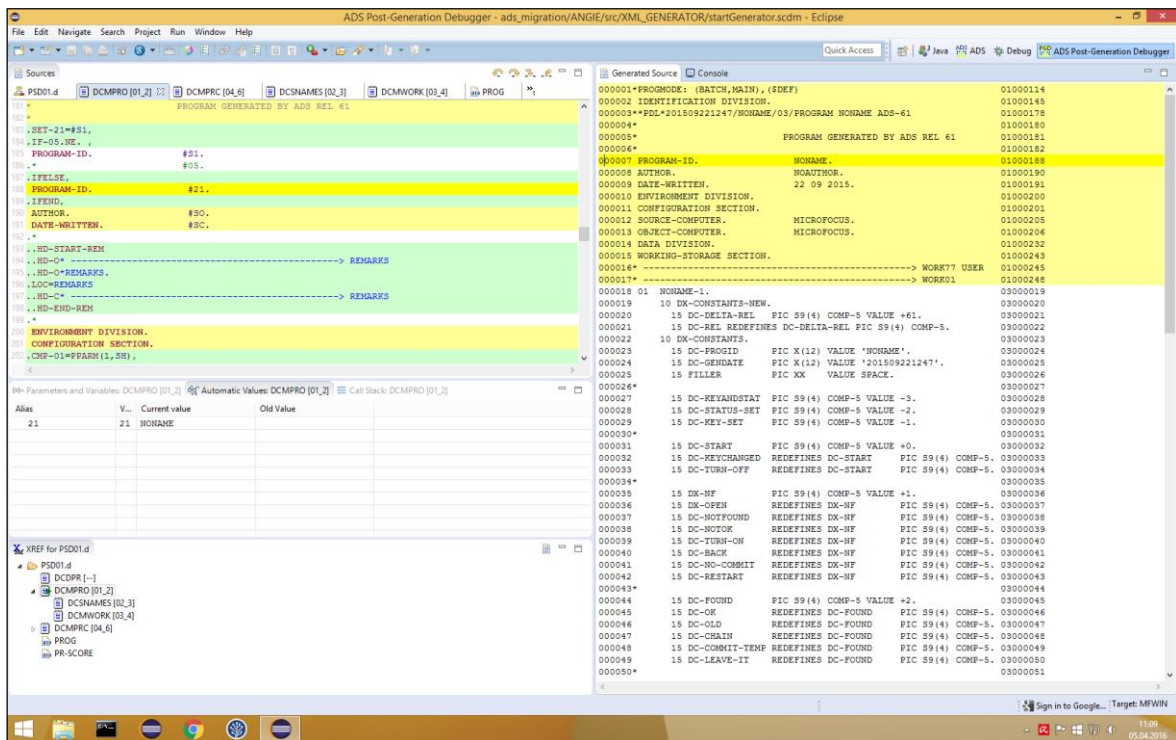 ADS Post-Generation Debugger - ads_migration/ANGIE/src/XML_GENERATOR/startGenerator.scdm - Eclipse
File Edit Navigate Search Project Run Window Help
Quick Access Java ADS Debug ADS Post-Generation Debugger
Sources
PSD01.d DCMPRO [01_2] DCMPRC [04_6] DCSNAMES [02_3] DCMWORK [03_4] PROG »1
181 * PROGRAM GENERATED BY ADS REL 61
182 *
183 .SET-21=#S1,
184 .IF-05.NE. ,
185 PROGRAM-ID. #S1.
186 .* #05.
187 .IFELSE,
188 PROGRAM-ID. #21.
189 .IFEND,
190 AUTHOR. #SO.
191 DATE-WRITTEN. #SC.
192 .*
193 ..HD-START-REM
194 ..HD-O* -----------------------------------------------> REMARKS
195 ..HD-O*REMARKS.
196 .LOC=REMARKS
197 ..HD-C* -----------------------------------------------> REMARKS
198 ..HD-END-REM
199 .*
200 ENVIRONMENT DIVISION.
201 CONFIGURATION SECTION.
202 .CMP-01=PPARM(1,SH),
Parameters and Variables: DCMPRO [01_2] Automatic Values: DCMPRO [01_2] Call Stack: DCMPRO [01_2]
Alias V... Current value Old Value
21 21 NONAME
XREF for PSD01.d
PSD01.d
DCDPR [--]
DCMPRO [01_2]
DCSNAMES [02_3]
DCMWORK [03_4]
DCMPRC [04_6]
PROG
PR-SCORE
Generated Source Console
000001*PROGMODE: (BATCH,MAIN),($DEF) 01000114
000002 IDENTIFICATION DIVISION. 01000145
000003**PDL*201509221247/NONAME/03/PROGRAM NONAME ADS-61 01000178
000004* 01000180
000005* PROGRAM GENERATED BY ADS REL 61 01000181
000006* 01000182
000007 PROGRAM-ID. NONAME. 01000188
000008 AUTHOR. NOAUTHOR. 01000190
000009 DATE-WRITTEN. 22 09 2015. 01000191
000010 ENVIRONMENT DIVISION. 01000200
000011 CONFIGURATION SECTION. 01000201
000012 SOURCE-COMPUTER. MICROFOCUS. 01000205
000013 OBJECT-COMPUTER. MICROFOCUS. 01000206
000014 DATA DIVISION. 01000232
000015 WORKING-STORAGE SECTION. 01000243
000016* -----------------------------------------------> WORK77 USER 01000245
000017* -----------------------------------------------> WORK01 01000248
000018 01 NONAME-1. 03000019
000019 10 DX-CONSTANTS-NEW. 03000020
000020 15 DC-DELTA-REL PIC S9(4) COMP-5 VALUE +61. 03000021
000021 15 DC-REL REDEFINES DC-DELTA-REL PIC S9(4) COMP-5. 03000022
000022 10 DX-CONSTANTS. 03000023
000023 15 DC-PROGID PIC X(12) VALUE 'NONAME'. 03000024
000024 15 DC-GENDATE PIC X(12) VALUE '201509221247'. 03000025
000025 15 FILLER PIC XX VALUE SPACE. 03000026
000026* 03000027
000027 15 DC-KEYANDSTAT PIC S9(4) COMP-5 VALUE -3. 03000028
000028 15 DC-STATUS-SET PIC S9(4) COMP-5 VALUE -2. 03000029
000029 15 DC-KEY-SET PIC S9(4) COMP-5 VALUE -1. 03000030
000030* 03000031
000031 15 DC-START PIC S9(4) COMP-5 VALUE +0. 03000032
000032 15 DC-KEYCHANGED REDEFINES DC-START PIC S9(4) COMP-5. 03000033
000033 15 DC-TURN-OFF REDEFINES DC-START PIC S9(4) COMP-5. 03000034
000034* 03000035
000035 15 DX-NF PIC S9(4) COMP-5 VALUE +1. 03000036
000036 15 DX-OPEN REDEFINES DX-NF PIC S9(4) COMP-5. 03000037
000037 15 DC-NOTFOUND REDEFINES DX-NF PIC S9(4) COMP-5. 03000038
000038 15 DC-NOTOK REDEFINES DX-NF PIC S9(4) COMP-5. 03000039
000039 15 DC-TURN-ON REDEFINES DX-NF PIC S9(4) COMP-5. 03000040
000040 15 DC-BACK REDEFINES DX-NF PIC S9(4) COMP-5. 03000041
000041 15 DC-NO-COMMIT REDEFINES DX-NF PIC S9(4) COMP-5. 03000042
000042 15 DC-RESTART REDEFINES DX-NF PIC S9(4) COMP-5. 03000043
000043* 03000044
000044 15 DC-FOUND PIC S9(4) COMP-5 VALUE +2. 03000045
000045 15 DC-OK REDEFINES DC-FOUND PIC S9(4) COMP-5. 03000046
000046 15 DC-OLD REDEFINES DC-FOUND PIC S9(4) COMP-5. 03000047
000047 15 DC-CHAIN REDEFINES DC-FOUND PIC S9(4) COMP-5. 03000048
000048 15 DC-COMMIT-TEMP REDEFINES DC-FOUND PIC S9(4) COMP-5. 03000049
000049 15 DC-LEAVE-IT REDEFINES DC-FOUND PIC S9(4) COMP-5. 03000050
000050* 03000051
Sign in to Google... Target: MFWIN
11:09
05.04.2016